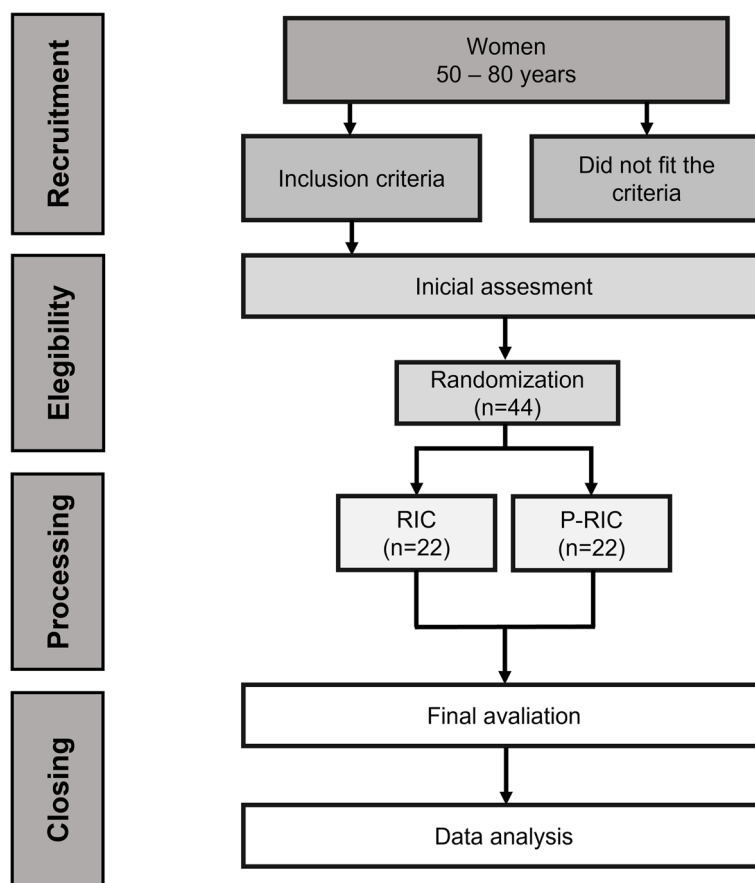 Recruitment
Women
50 – 80 years
Inclusion criteria
Did not fit the
criteria
Elegibility
Inicial assesment
Randomization
(n=44)
Processing
RIC
(n=22)
P-RIC
(n=22)
Closing
Final avaliation
Data analysis